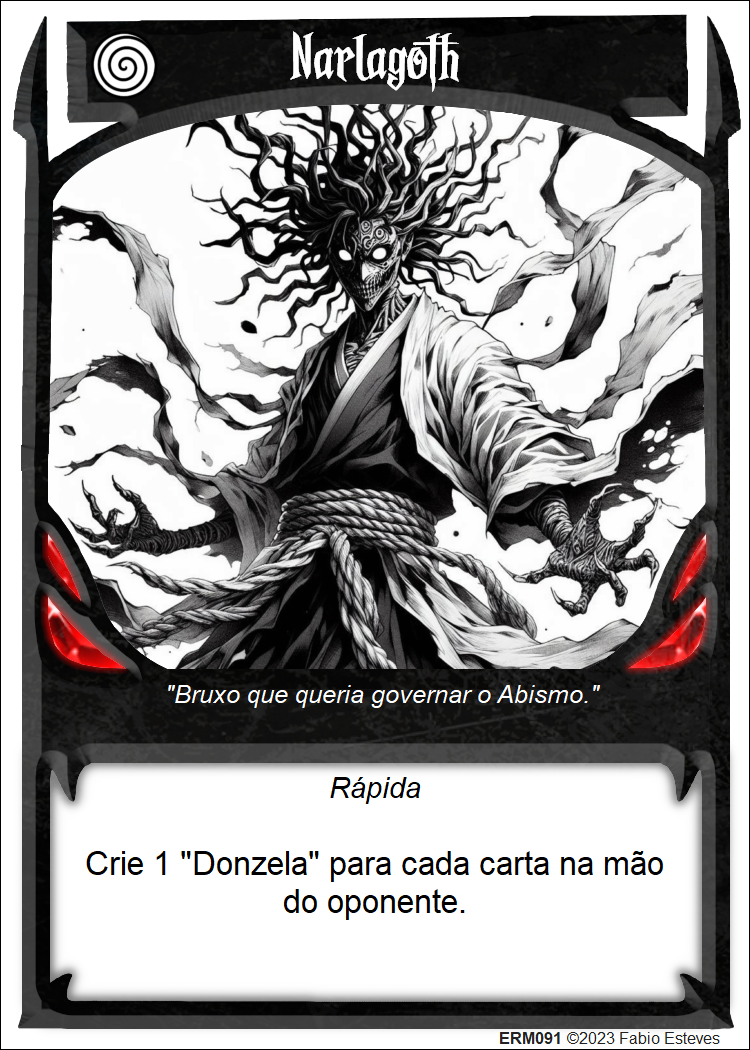 Narlagoth
"Bruxo que queria governar o Abismo."
Rápida
Crie 1 "Donzela" para cada carta na mão
do oponente.
ERM091 ©2023 Fabio Esteves